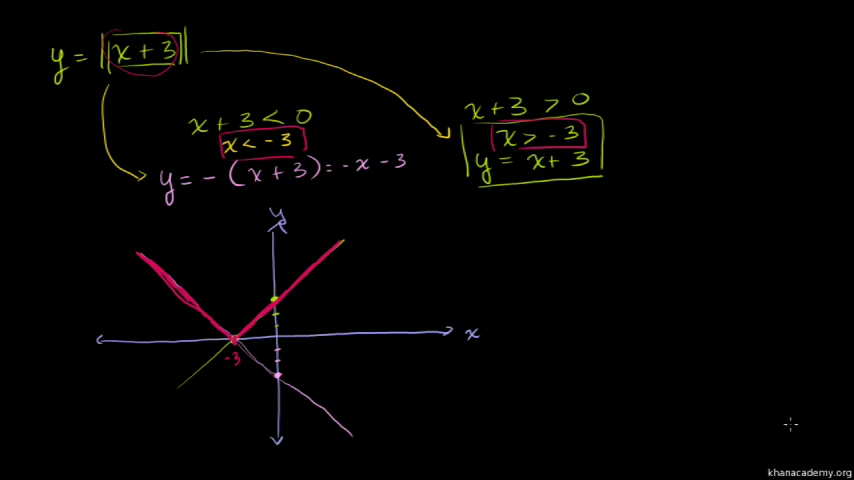 y = |x + 3|
x + 3 < 0
x < - 3
y = - (x + 3) = - x - 3
x + 3 > 0
x > - 3
y = x + 3
y
x
-3
khanacademy.org